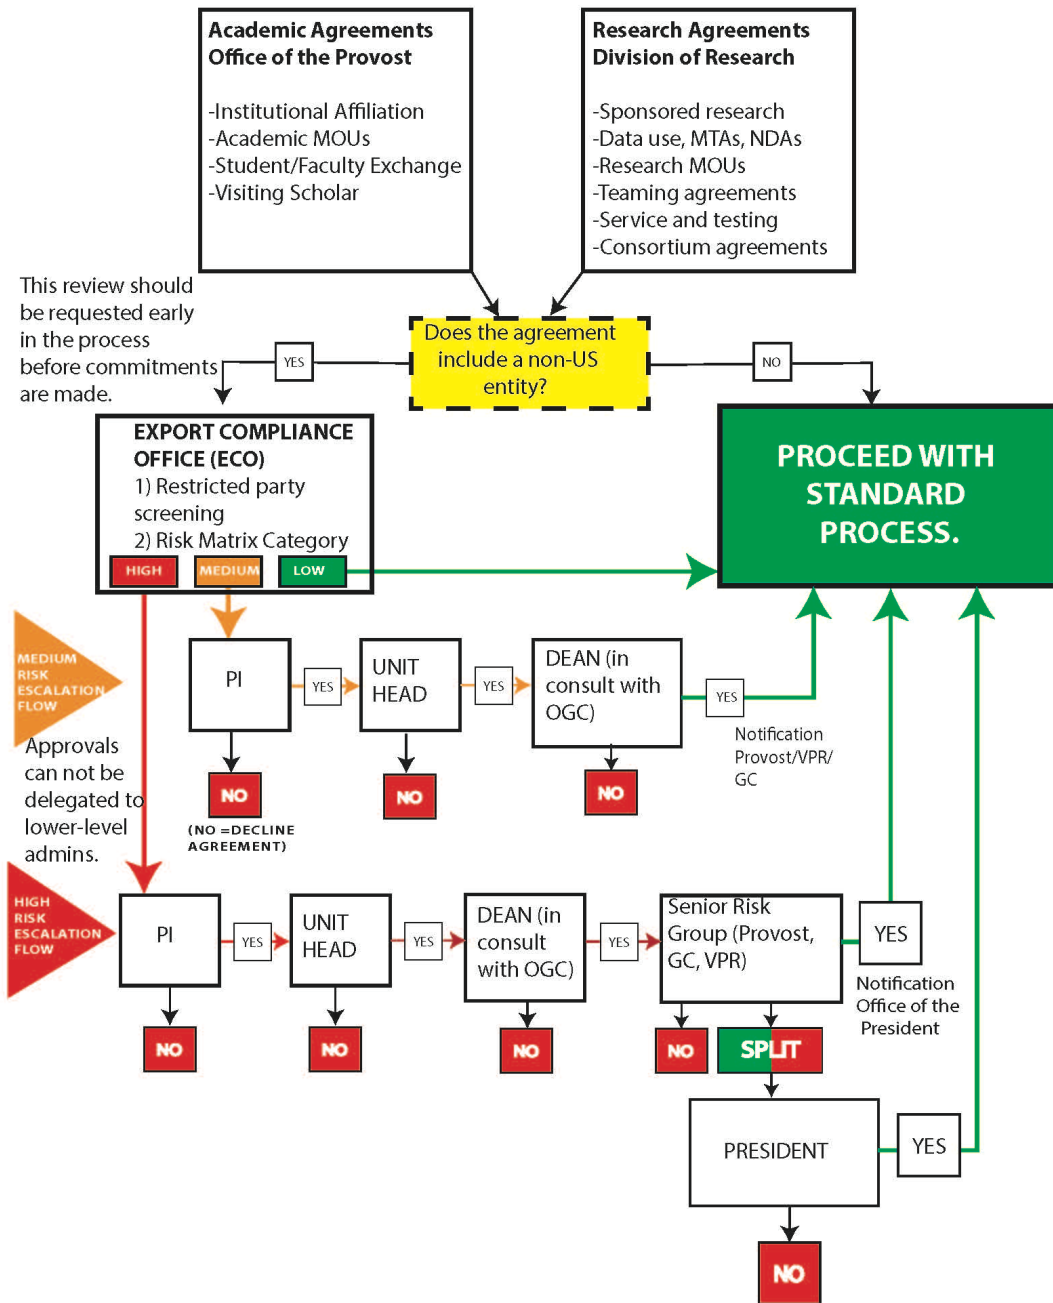 Academic Agreements
Office of the Provost
-Institutional Affiliation
-Academic MOUs
-Student/Faculty Exchange
-Visiting Scholar
Research Agreements
Division of Research
-Sponsored research
-Data use, MTAs, NDAs
-Research MOUs
-Teaming agreements
-Service and testing
-Consortium agreements
This review should
be requested early
in the process
before commitments
are made.
Does the agreement
include a non-US
entity?
YES
NO
EXPORT COMPLIANCE
OFFICE (ECO)
1) Restricted party
screening
2) Risk Matrix Category
HIGH
MEDIUM
LOW
PROCEED WITH
STANDARD
PROCESS.
MEDIUM
RISK
ESCALATION
FLOW
PI
YES
UNIT
HEAD
YES
DEAN (in
consult with
OGC)
YES
Notification
Provost/VPR/
GC
NO
(NO =DECLINE
AGREEMENT)
NO
NO
Approvals
can not be
delegated to
lower-level
admins.
HIGH
RISK
ESCALATION
FLOW
PI
YES
UNIT
HEAD
YES
DEAN (in
consult
with OGC)
YES
Senior Risk
Group (Provost,
GC, VPR)
YES
Notification
Office of the
President
NO
NO
NO
NO
SPLIT
PRESIDENT
YES
NO